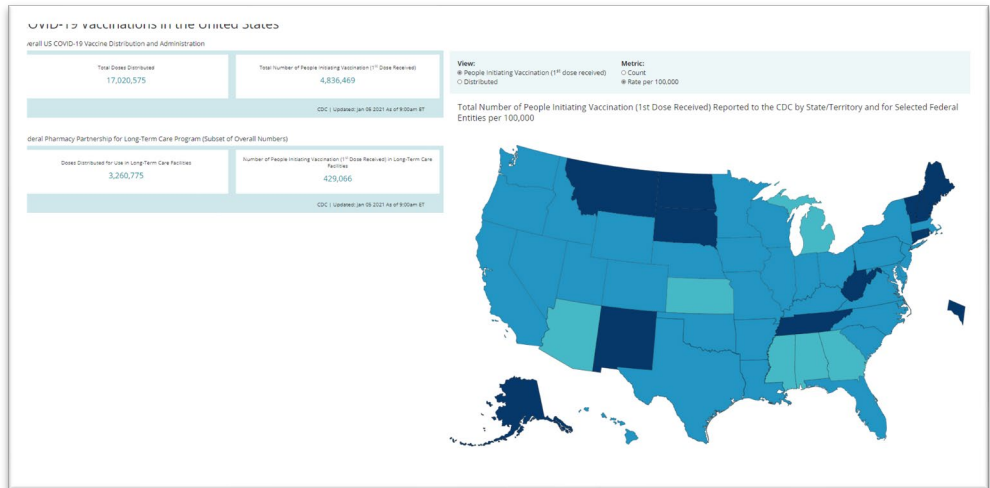 OVID-19 Vaccinations in the United States
verall US COVID-19 Vaccine Distribution and Administration
Total Doses Distributed
17,020,575
Total Number of People Initiating Vaccination (1st Dose Received)
4,836,469
CDC | Updated: Jan 06 2021 As of 9:00am ET
deral Pharmacy Partnership for Long-Term Care Program (Subset of Overall Numbers)
Doses Distributed for Use in Long-Term Care Facilities
3,260,775
Number of People Initiating Vaccination (1st Dose Received) in Long-Term Care
Facilities
429,066
CDC | Updated: Jan 06 2021 As of 9:00am ET
View:
People Initiating Vaccination (1st dose received)
Distributed
Metric:
Count
Rate per 100,000
Total Number of People Initiating Vaccination (1st Dose Received) Reported to the CDC by State/Territory and for Selected Federal
Entities per 100,000